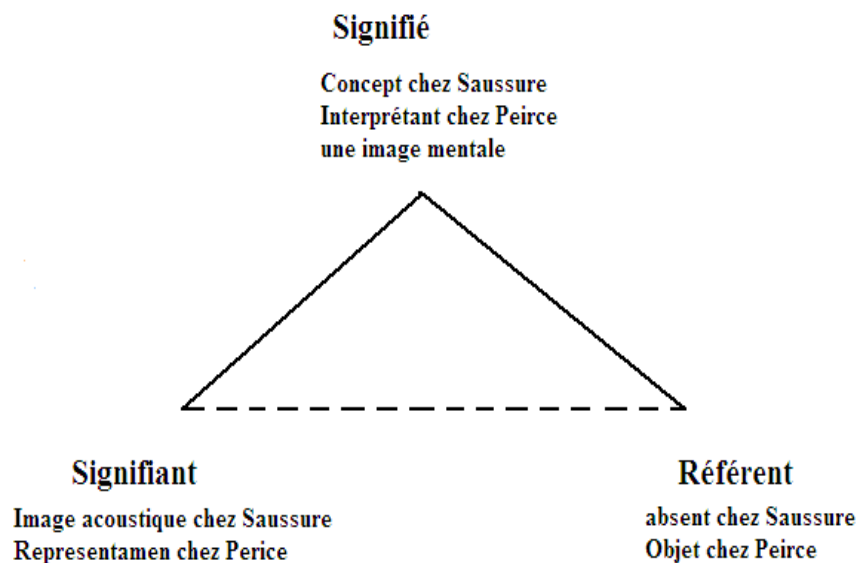 Signifié
Concept chez Saussure
Interprétant chez Peirce
une image mentale
Signifiant
Image acoustique chez Saussure
Representamen chez Perice
Référent
absent chez Saussure
Objet chez Peirce